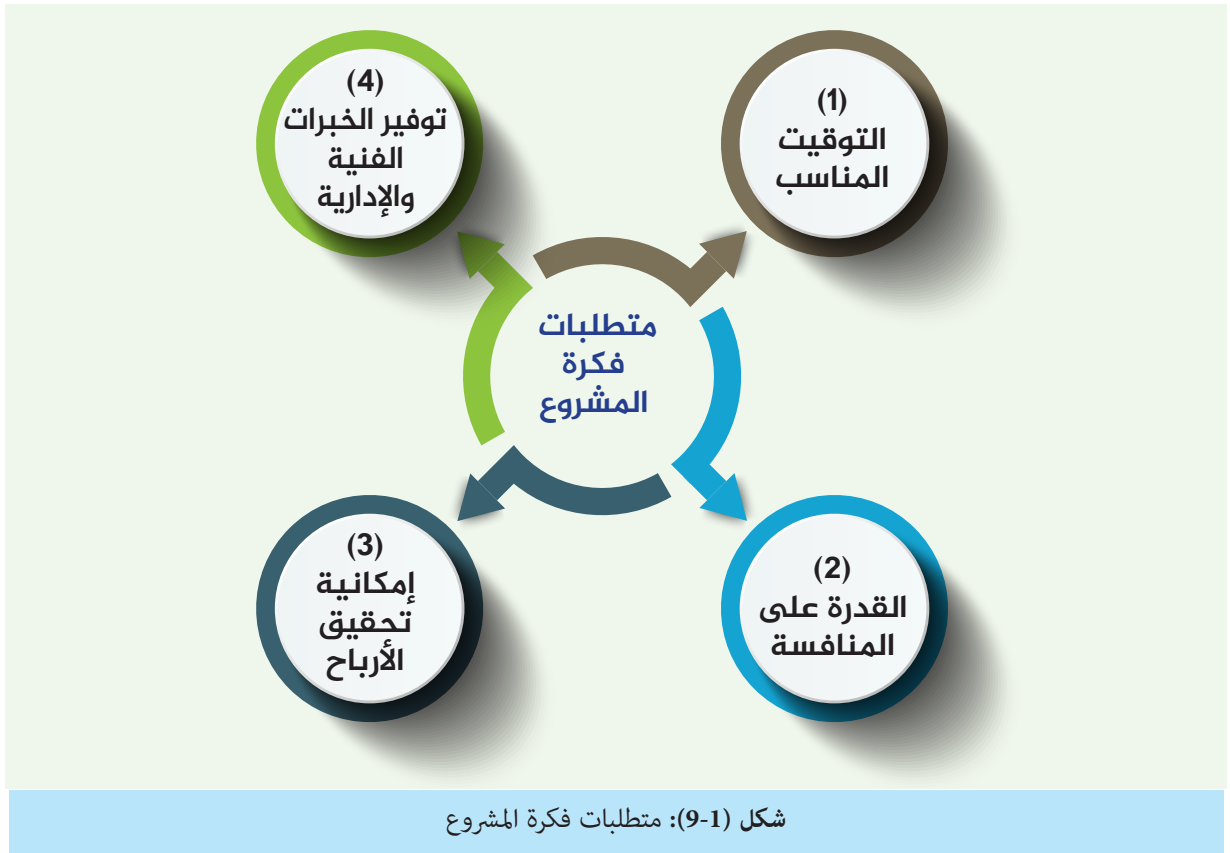 متطلبات
فكرة
المشروع
(1)
التوقيت
المناسب
(2)
القدرة على
المنافسة
(3)
إمكانية
تحقيق
الأرباح
(4)
توفير الخبرات
الفنية
والإدارية
شكل (1-9): متطلبات فكرة المشروع